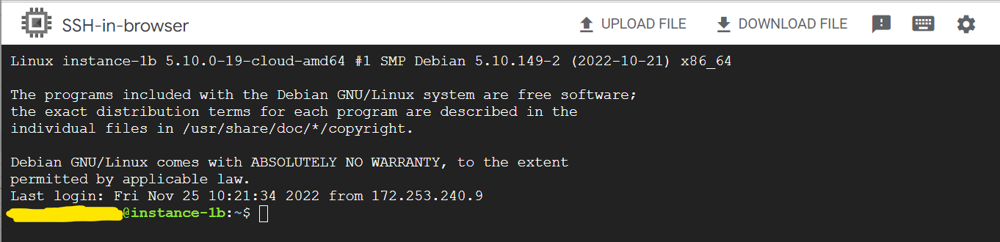 SSH-in-browser
UPLOAD FILE
DOWNLOAD FILE
Linux instance-1b 5.10.0-19-cloud-amd64 #1 SMP Debian 5.10.149-2 (2022-10-21) x86_64
The programs included with the Debian GNU/Linux system are free software;
the exact distribution terms for each program are described in the
individual files in /usr/share/doc/*/copyright.
Debian GNU/Linux comes with ABSOLUTELY NO WARRANTY, to the extent
permitted by applicable law.
Last login: Fri Nov 25 10:21:34 2022 from 172.253.240.9
@instance-1b:~$